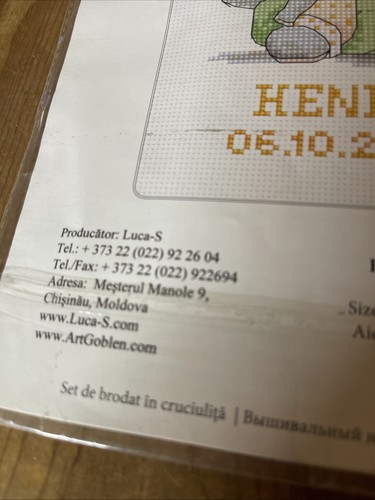 06.10.2
Producător: Luca-S
Tel.: + 373 22 (022) 92 26 04
Tel./Fax: + 373 22 (022) 922694
Adresa: Meşterul Manole 9,
Chişinău, Moldova
www.Luca-S.com
www.ArtGoblen.com
Size
Set de brodat în cruciuliţă | Вышивальный